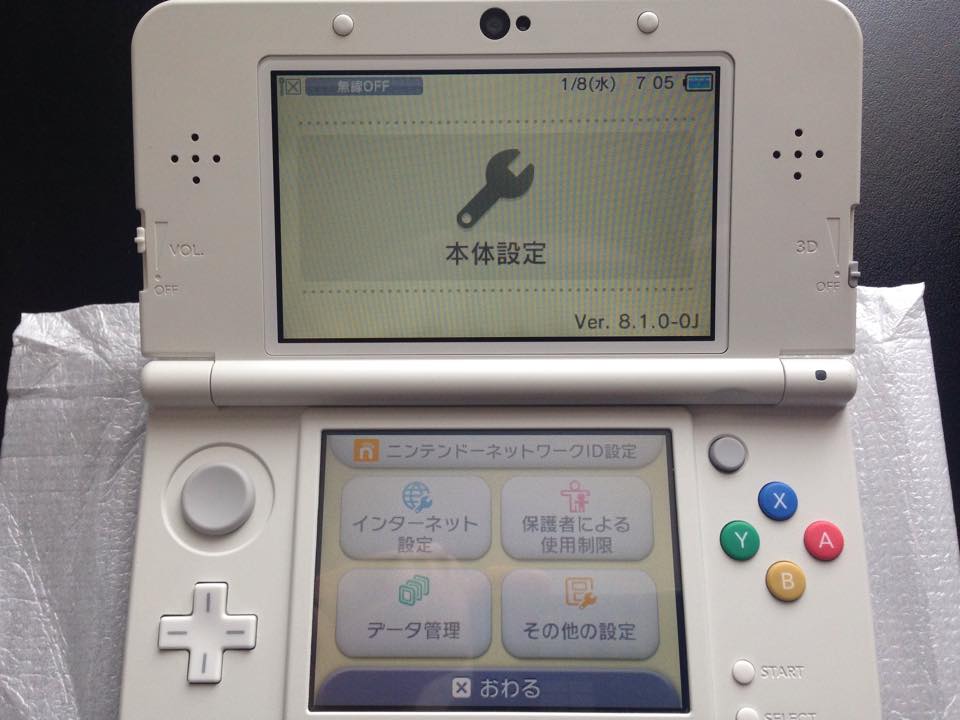 無線OFF 1/8(水) 7 05
本体設定
Ver. 8.1.0-0J
VOL.
OFF
3D
OFF
ニンテンドーネットワークID設定
インターネット
設定
保護者による
使用制限
データ管理
その他の設定
X おわる
X
Y
A
B
START
SELECT